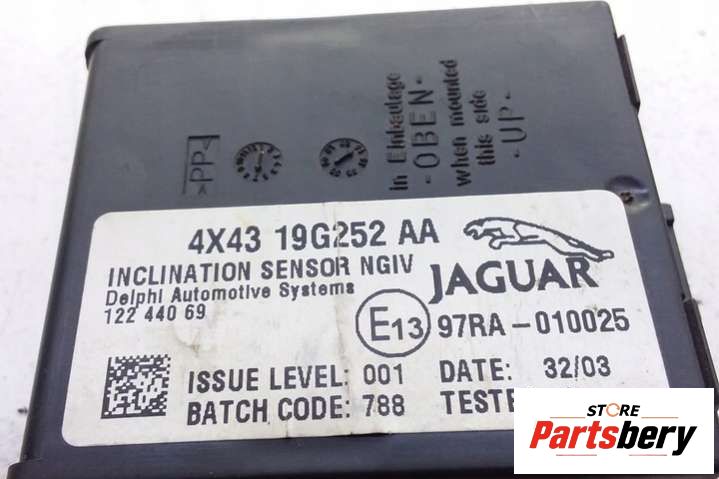 >PP<
in Einbaulage
-OBEN-
when mounted
this side
-UP-
4X43 19G252 AA
INCLINATION SENSOR NGIV
Delphi Automotive Systems
122 440 69
JAGUAR
E13 97RA-010025
ISSUE LEVEL: 001 DATE: 32/03
BATCH CODE: 788 TESTE
STORE
Partsbery